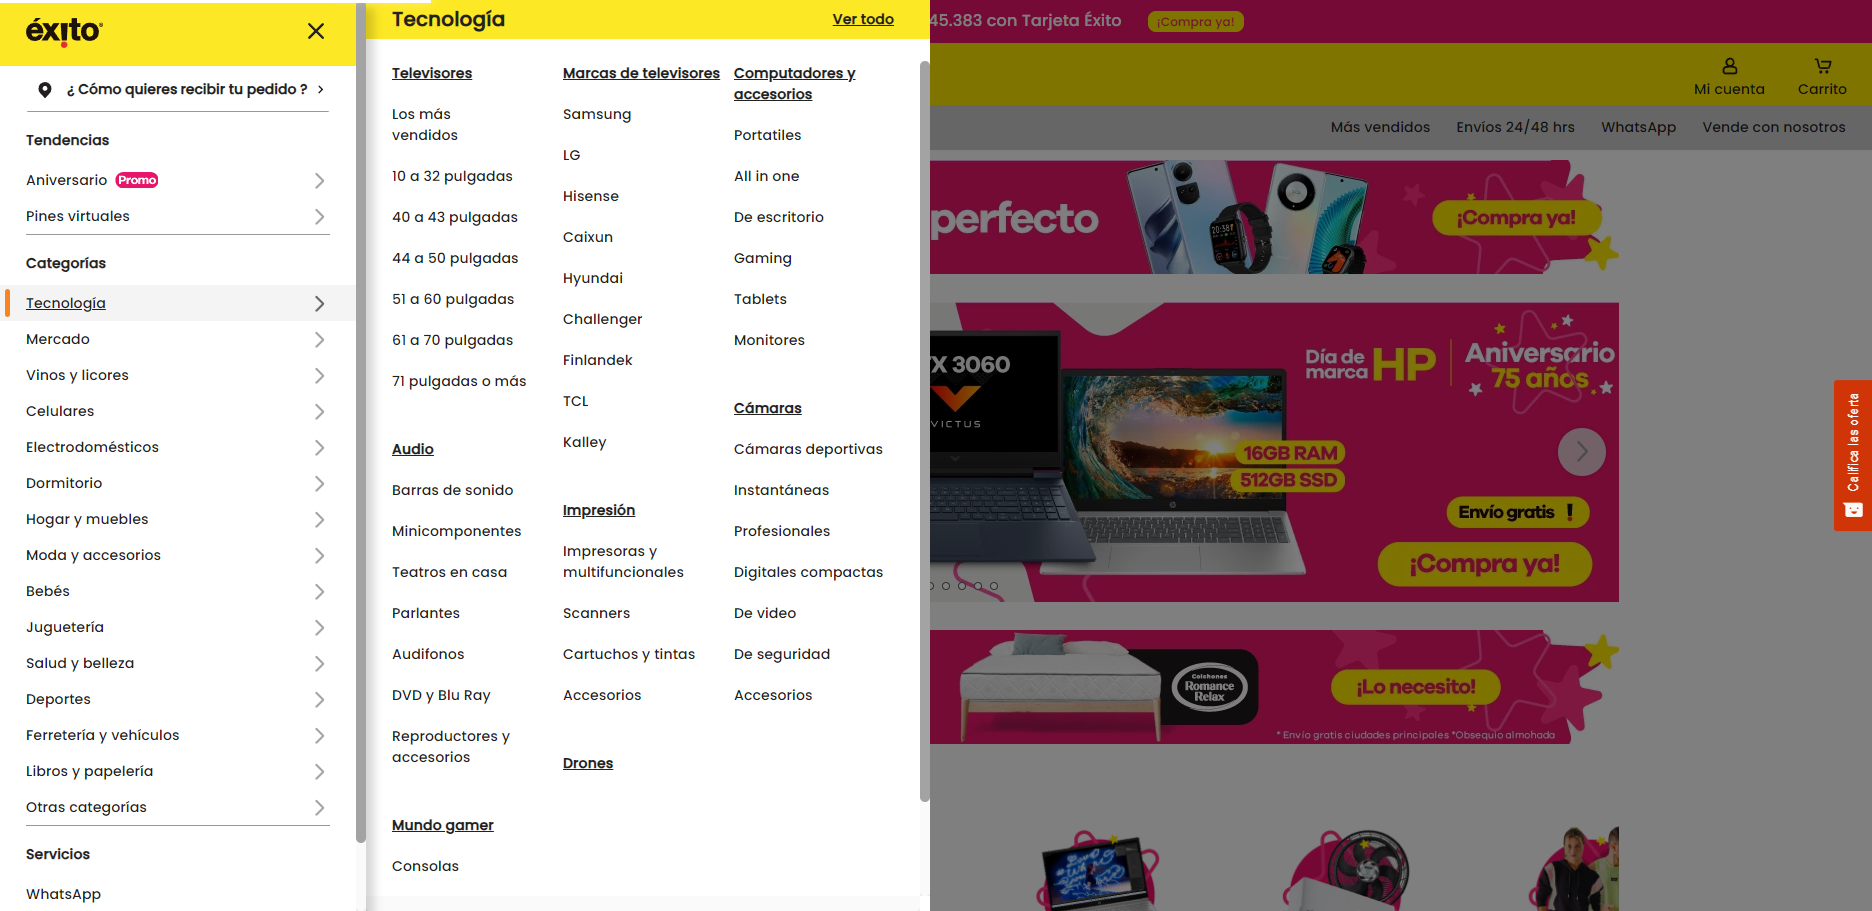 éxito
¿ Cómo quieres recibir tu pedido ?
Tendencias
Aniversario Promo
Pines virtuales
Categorías
Tecnología
Mercado
Vinos y licores
Celulares
Electrodomésticos
Dormitorio
Hogar y muebles
Moda y accesorios
Bebés
Juguetería
Salud y belleza
Deportes
Ferretería y vehículos
Libros y papelería
Otras categorías
Servicios
WhatsApp
Tecnología
Ver todo
Televisores
Los más
vendidos
10 a 32 pulgadas
40 a 43 pulgadas
44 a 50 pulgadas
51 a 60 pulgadas
61 a 70 pulgadas
71 pulgadas o más
Audio
Barras de sonido
Minicomponentes
Teatros en casa
Parlantes
Audifonos
DVD y Blu Ray
Reproductores y
accesorios
Mundo gamer
Consolas
Marcas de televisores
Samsung
LG
Hisense
Caixun
Hyundai
Challenger
Finlandek
TCL
Kalley
Impresión
Impresoras y
multifuncionales
Scanners
Cartuchos y tintas
Accesorios
Drones
Computadores y
accesorios
Portatiles
All in one
De escritorio
Gaming
Tablets
Monitores
Cámaras
Cámaras deportivas
Instantáneas
Profesionales
Digitales compactas
De video
De seguridad
Accesorios
45.383 con Tarjeta Éxito
¡Compra ya!
Mi cuenta
Carrito
Más vendidos
Envíos 24/48 hrs
WhatsApp
Vende con nosotros
perfecto
20:38
¡Compra ya!
X 3060
VICTUS
Día de
marca
HP
Aniversario
75 años
16GB RAM
512GB SSD
Envío gratis !
¡Compra ya!
Colchones
Romance
Relax
¡Lo necesito!
* Envío gratis ciudades principales *Obsequio almohada
Califica las oferta